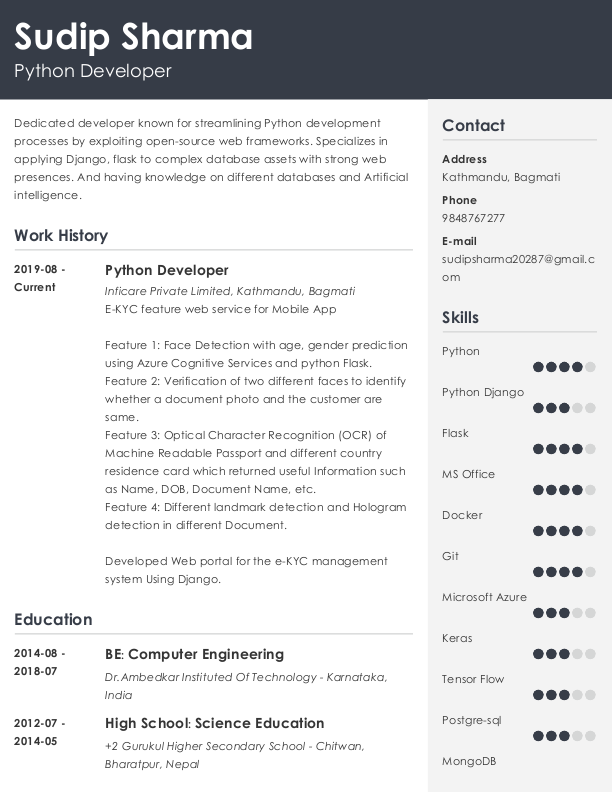 Sudip Sharma
Python Developer
Dedicated developer known for streamlining Python development
processes by exploiting open-source web frameworks. Specializes in
applying Django, flask to complex database assets with strong web
presences. And having knowledge on different databases and Artificial
intelligence.
Work History
2019-08 -
Current
Python Developer
Inficare Private Limited, Kathmandu, Bagmati
E-KYC feature web service for Mobile App
Feature 1: Face Detection with age, gender prediction
using Azure Cognitive Services and python Flask.
Feature 2: Verification of two different faces to identify
whether a document photo and the customer are
same.
Feature 3: Optical Character Recognition (OCR) of
Machine Readable Passport and different country
residence card which returned useful Information such
as Name, DOB, Document Name, etc.
Feature 4: Different landmark detection and Hologram
detection in different Document.
Developed Web portal for the e-KYC management
system Using Django.
Education
2014-08 -
2018-07
BE: Computer Engineering
Dr.Ambedkar Instituted Of Technology - Karnataka,
India
2012-07 -
2014-05
High School: Science Education
+2 Gurukul Higher Secondary School - Chitwan,
Bharatpur, Nepal
Contact
Address
Kathmandu, Bagmati
Phone
9848767277
E-mail
sudipsharma20287@gmail.c
om
Skills
Python
Python Django
Flask
MS Office
Docker
Git
Microsoft Azure
Keras
Tensor Flow
Postgre-sql
MongoDB